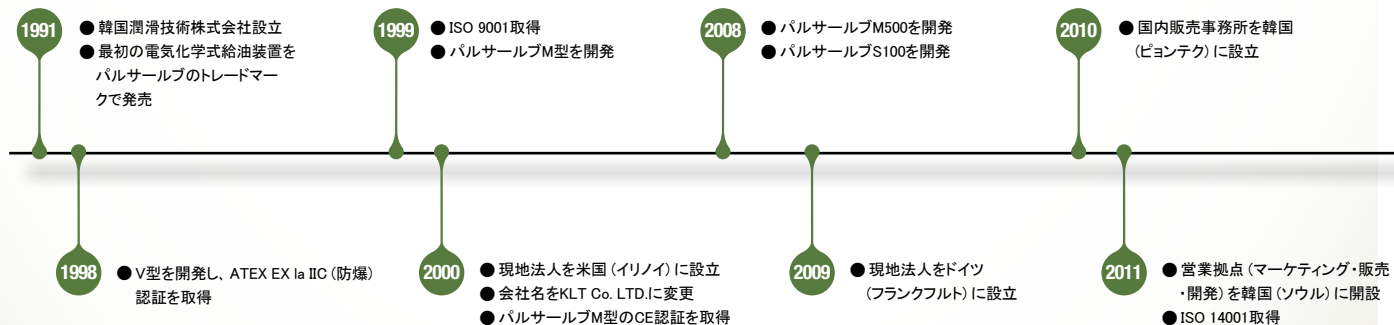 1991
● 韓国潤滑技術株式会社設立
● 最初の電気化学式給油装置を
パルサールブのトレードマー
クで発売
1999
● ISO 9001取得
● パルサールブM型を開発
2008
● パルサールブM500を開発
● パルサールブS100を開発
2010
● 国内販売事務所を韓国
(ピョンテク) に設立
1998
● V型を開発し、ATEX EX Ia IIC (防爆)
認証を取得
2000
● 現地法人を米国 (イリノイ) に設立
● 会社名をKLT Co. LTD.に変更
● パルサールブM型のCE認証を取得
2009
● 現地法人をドイツ
(フランクフルト) に設立
2011
● 営業拠点 (マーケティング・販売
・開発) を韓国 (ソウル) に開設
● ISO 14001取得